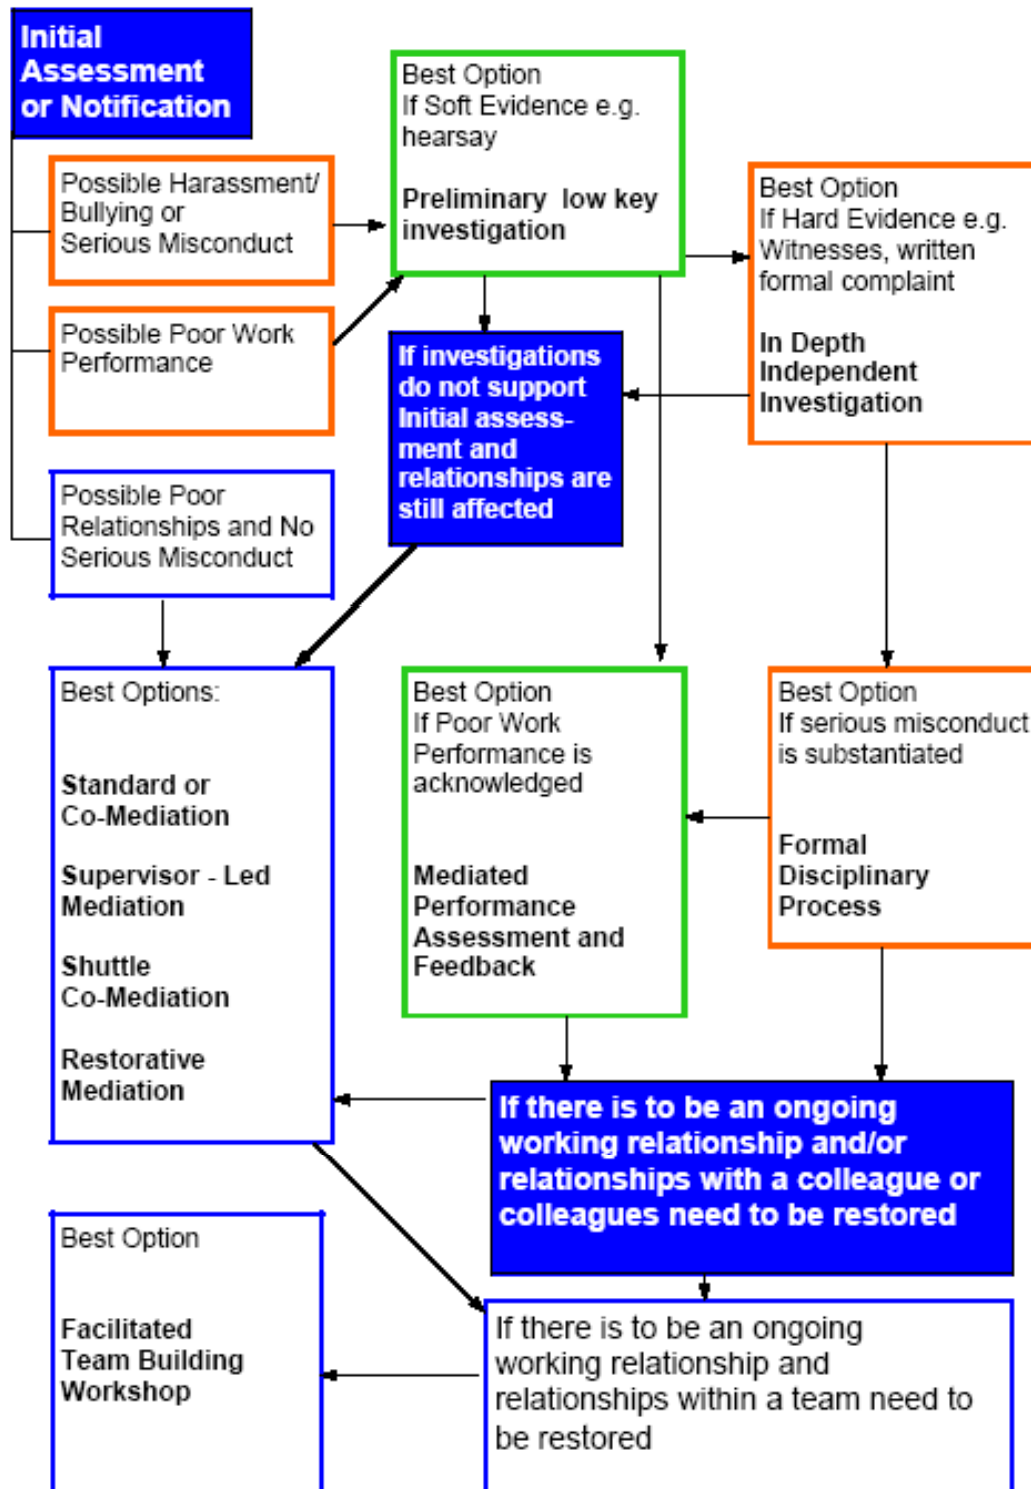 Initial
Assessment
or Notification
Best Option
If Soft Evidence e.g.
hearsay
Preliminary low key
investigation
Possible Harassment/
Bullying or
Serious Misconduct
Best Option
If Hard Evidence e.g.
Witnesses, written
formal complaint
In Depth
Independent
Investigation
Possible Poor Work
Performance
If investigations
do not support
Initial assess-
ment and
relationships are
still affected
Possible Poor
Relationships and No
Serious Misconduct
Best Options:
Standard or
Co-Mediation
Supervisor - Led
Mediation
Shuttle
Co-Mediation
Restorative
Mediation
Best Option
If Poor Work
Performance is
acknowledged
Mediated
Performance
Assessment and
Feedback
Best Option
If serious misconduct
is substantiated
Formal
Disciplinary
Process
If there is to be an ongoing
working relationship and/or
relationships with a colleague or
colleagues need to be restored
Best Option
Facilitated
Team Building
Workshop
If there is to be an ongoing
working relationship and
relationships within a team need to
be restored